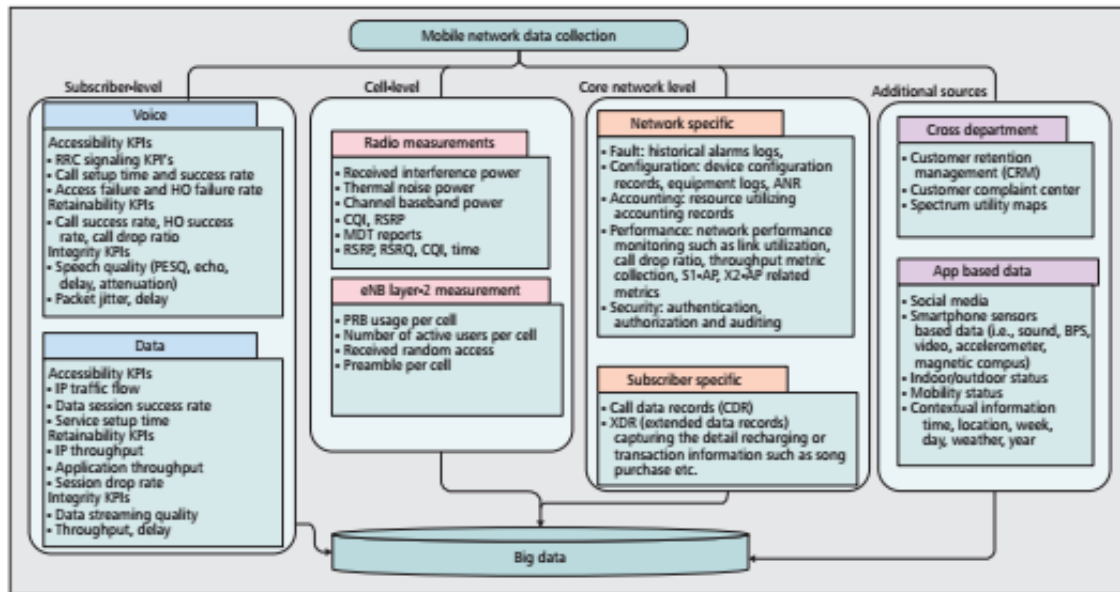 Mobile network data collection
Subscriber-level
Voice
Accessibility KPIs
• RRC signaling KPI's
• Call setup time and success rate
• Access failure and HO failure rate
Retainability KPIs
• Call success rate, HO success
rate, call drop ratio
Integrity KPIs
• Speech quality (PESQ, echo,
delay, attenuation)
• Packet jitter, delay
Data
Accessibility KPIs
• IP traffic flow
• Data session success rate
• Service setup time
Retainability KPIs
• IP throughput
• Application throughput
• Session drop rate
Integrity KPIs
• Data streaming quality
• Throughput, delay
Cell-level
Radio measurements
• Received interference power
• Thermal noise power
• Channel baseband power
• CQI, RSRP
• MDT reports
• RSRP, RSRQ, CQI, time
eNB layer-2 measurement
• PRB usage per cell
• Number of active users per cell
• Received random access
• Preamble per cell
Core network level
Network specific
• Fault: historical alarms logs,
• Configuration: device configuration
records, equipment logs, ANR
• Accounting: resource utilizing
accounting records
• Performance: network performance
monitoring such as link utilization,
call drop ratio, throughput metric
collection, S1-AP, X2-AP related
metrics
• Security: authentication,
authorization and auditing
Subscriber specific
• Call data records (CDR)
• XDR (extended data records)
capturing the detail recharging or
transaction information such as song
purchase etc.
Additional sources
Cross department
• Customer retention
management (CRM)
• Customer complaint center
• Spectrum utility maps
App based data
• Social media
• Smartphone sensors
based data (i.e., sound, BPS,
video, accelerometer,
magnetic compus)
• Indoor/outdoor status
• Mobility status
• Contextual information
time, location, week,
day, weather, year
Big data